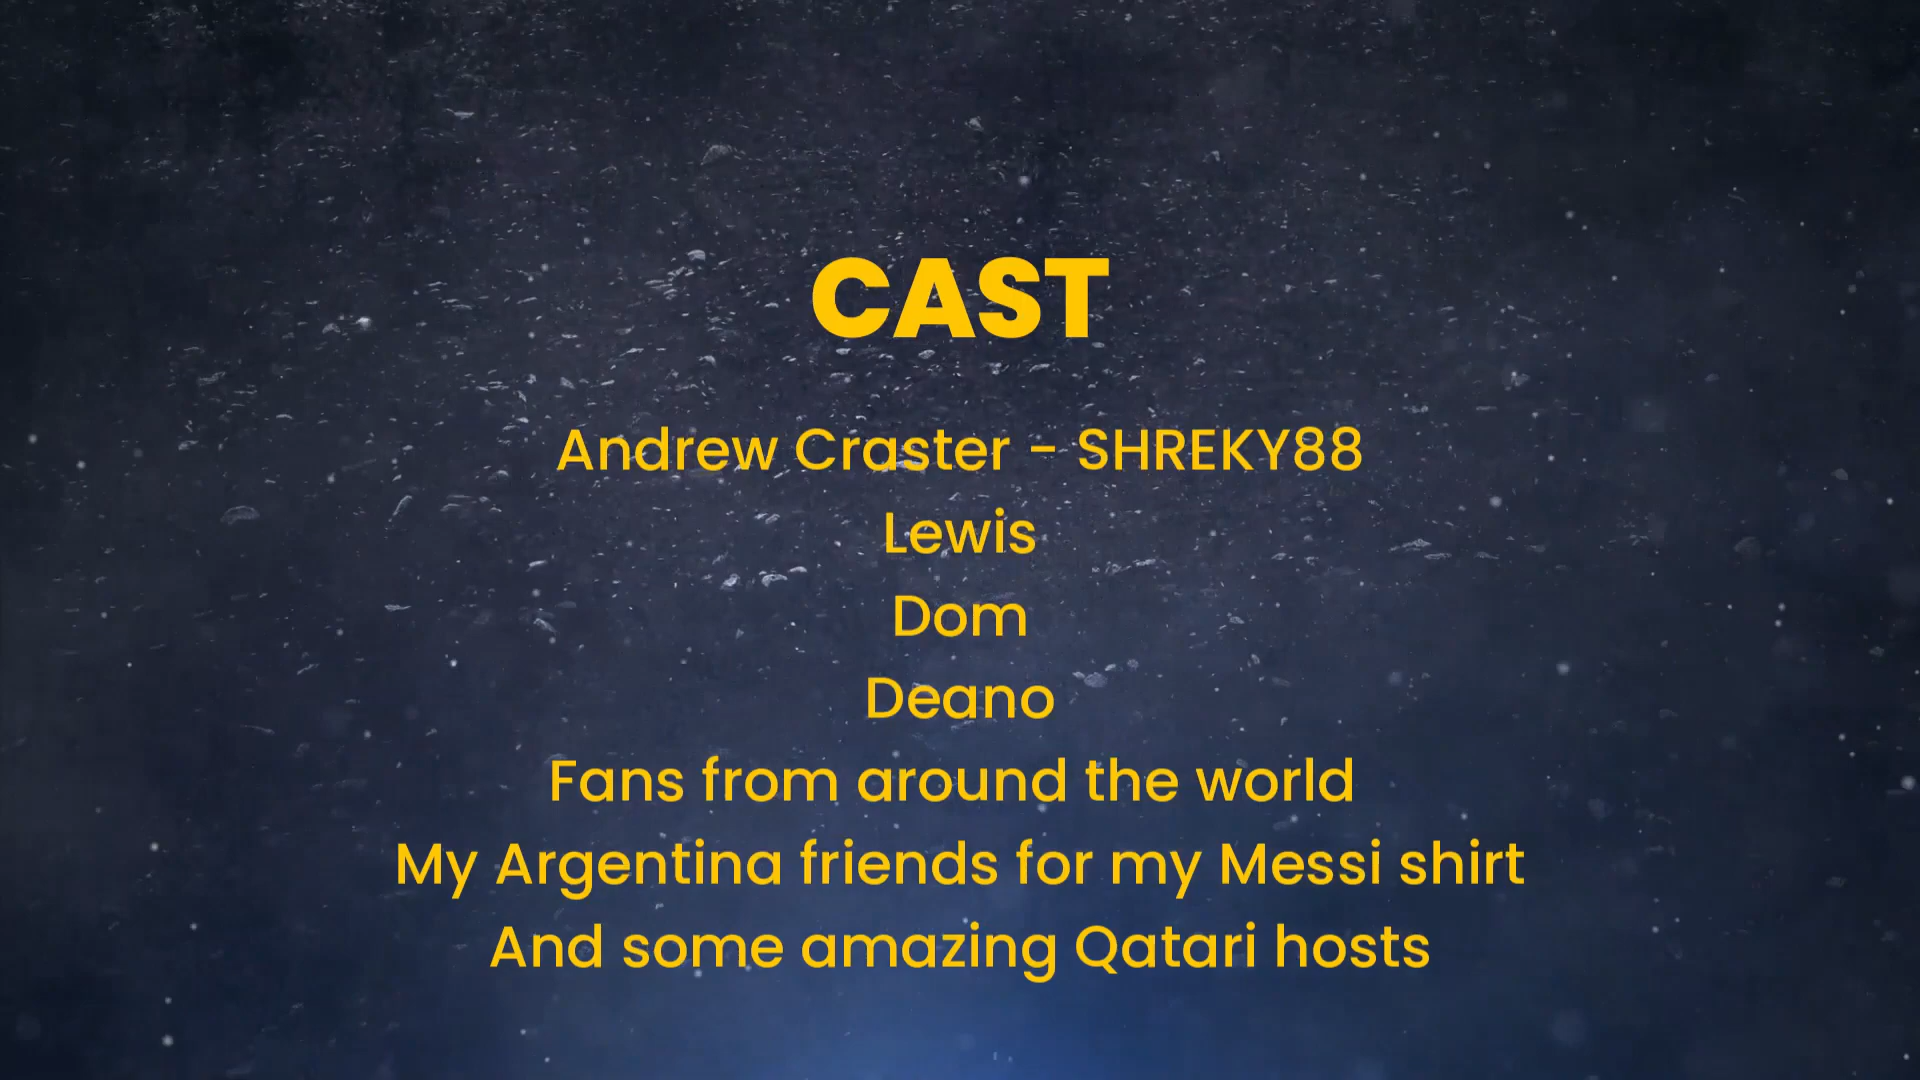 CAST
Andrew Craster - SHREKY88
Lewis
Dom
Deano
Fans from around the world
My Argentina friends for my Messi shirt
And some amazing Qatari hosts